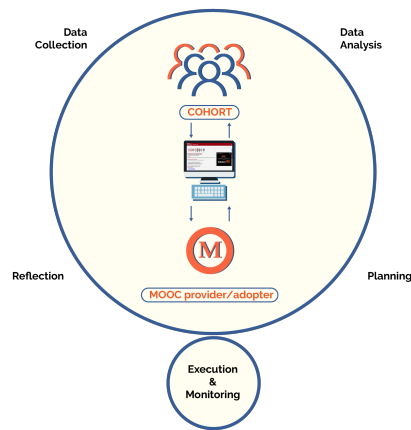 Data
Collection
Data
Analysis
COHORT
M
Reflection
Planning
MOOC provider/adopter
Execution
&
Monitoring